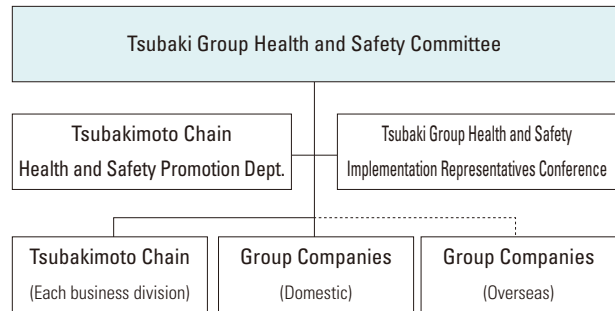 Tsubaki Group Health and Safety Committee
Tsubakimoto Chain
Health and Safety Promotion Dept.
Tsubaki Group Health and Safety
Implementation Representatives Conference
Tsubakimoto Chain
(Each business division)
Group Companies
(Domestic)
Group Companies
(Overseas)